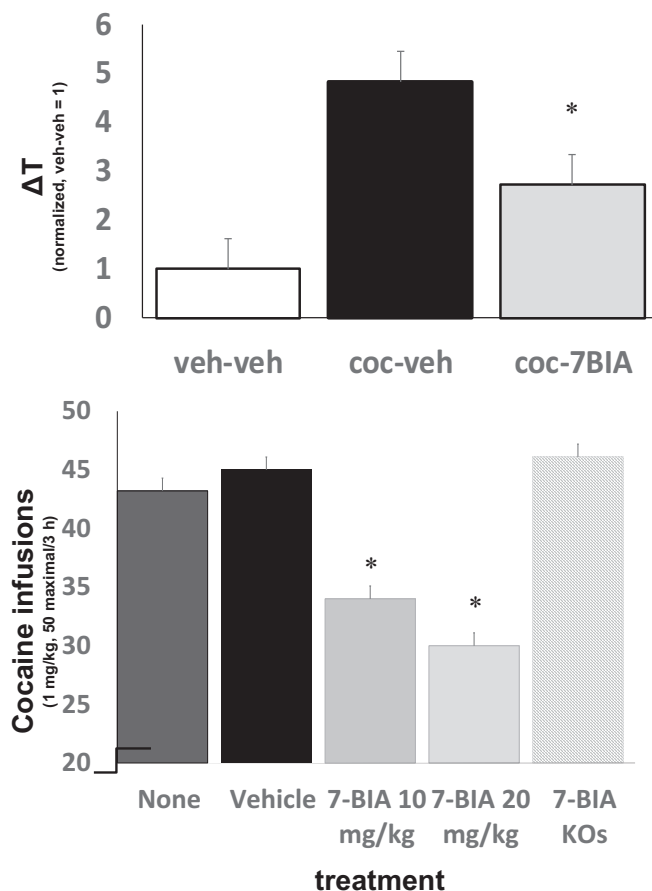 6
5
4
3
2
1
0
ΔT
(normalized, veh-veh = 1)
*
veh-veh coc-veh coc-7BIA
50
45
40
35
30
25
20
Cocaine infusions
(1 mg/kg, 50 maximal/3 h)
*
*
None Vehicle 7-BIA 10 7-BIA 20 7-BIA
mg/kg mg/kg KOs
treatment